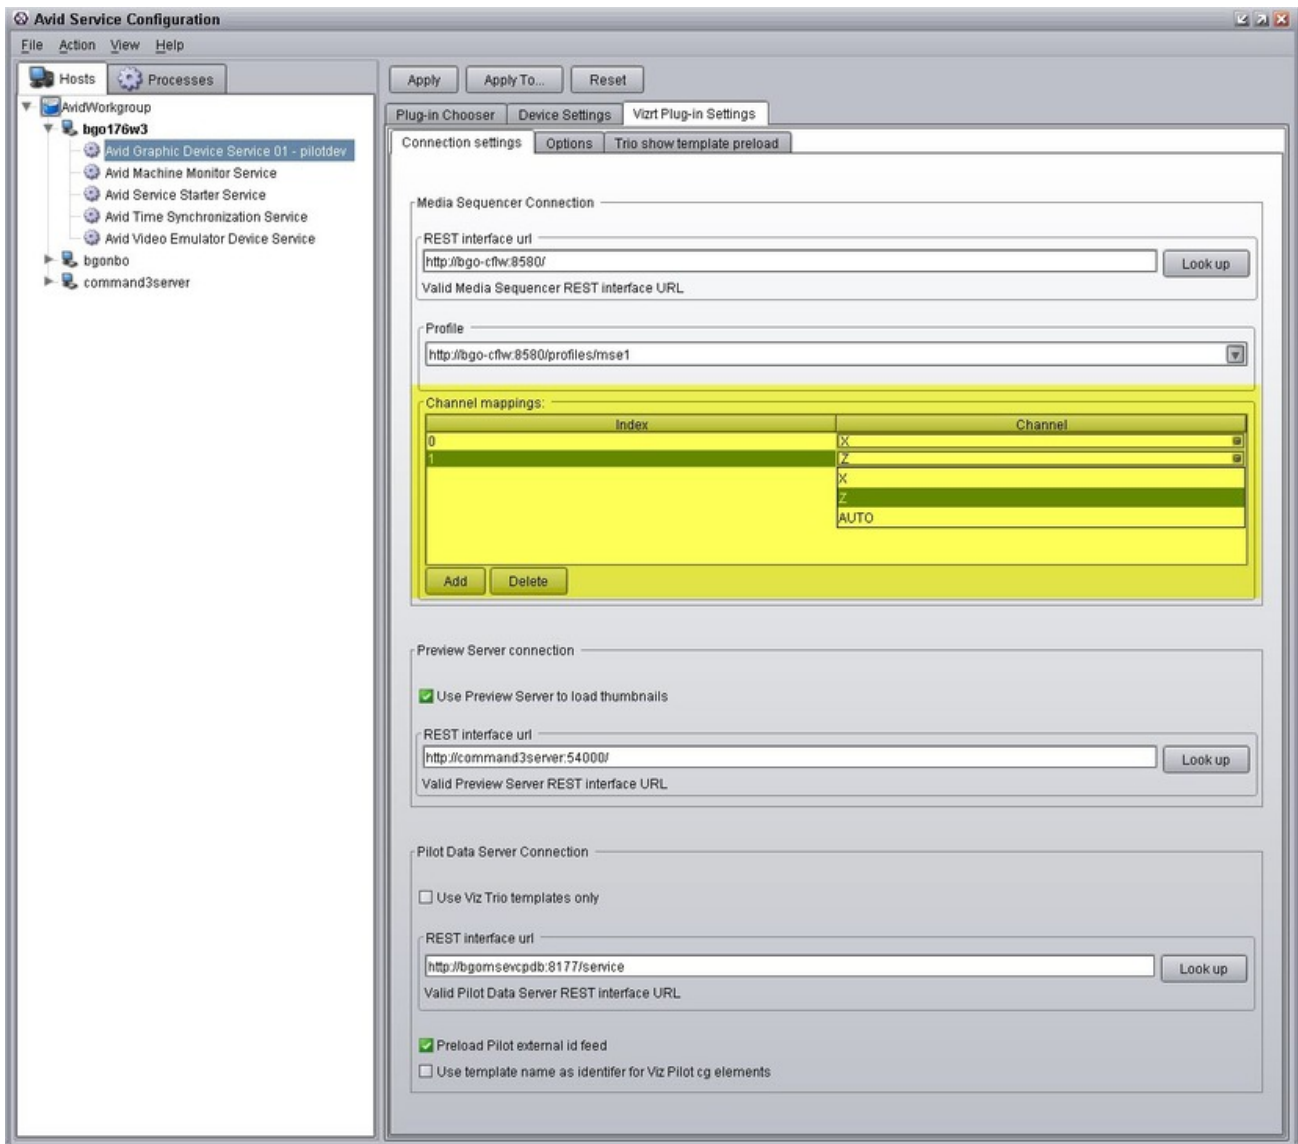 Avid Service Configuration
File Action View Help
Hosts Processes
AvidWorkgroup
bgo176w3
Avid Graphic Device Service 01 - pilotdev
Avid Machine Monitor Service
Avid Service Starter Service
Avid Time Synchronization Service
Avid Video Emulator Device Service
bgonbo
command3server
Apply Apply To... Reset
Plug-in Chooser Device Settings Vizrt Plug-in Settings
Connection settings Options Trio show template preload
Media Sequencer Connection
REST interface url
http://bgo-cflw:8580/ Look up
Valid Media Sequencer REST interface URL
Profile
http://bgo-cflw:8580/profiles/mse1
Channel mappings:
Index Channel
0 X
1 Z
X
Z
AUTO
Add Delete
Preview Server connection
Use Preview Server to load thumbnails
REST interface url
http://command3server:54000/ Look up
Valid Preview Server REST interface URL
Pilot Data Server Connection
Use Viz Trio templates only
REST interface url
http://bgomsevcpdb:8177/service Look up
Valid Pilot Data Server REST interface URL
Preload Pilot external id feed
Use template name as identifer for Viz Pilot cg elements